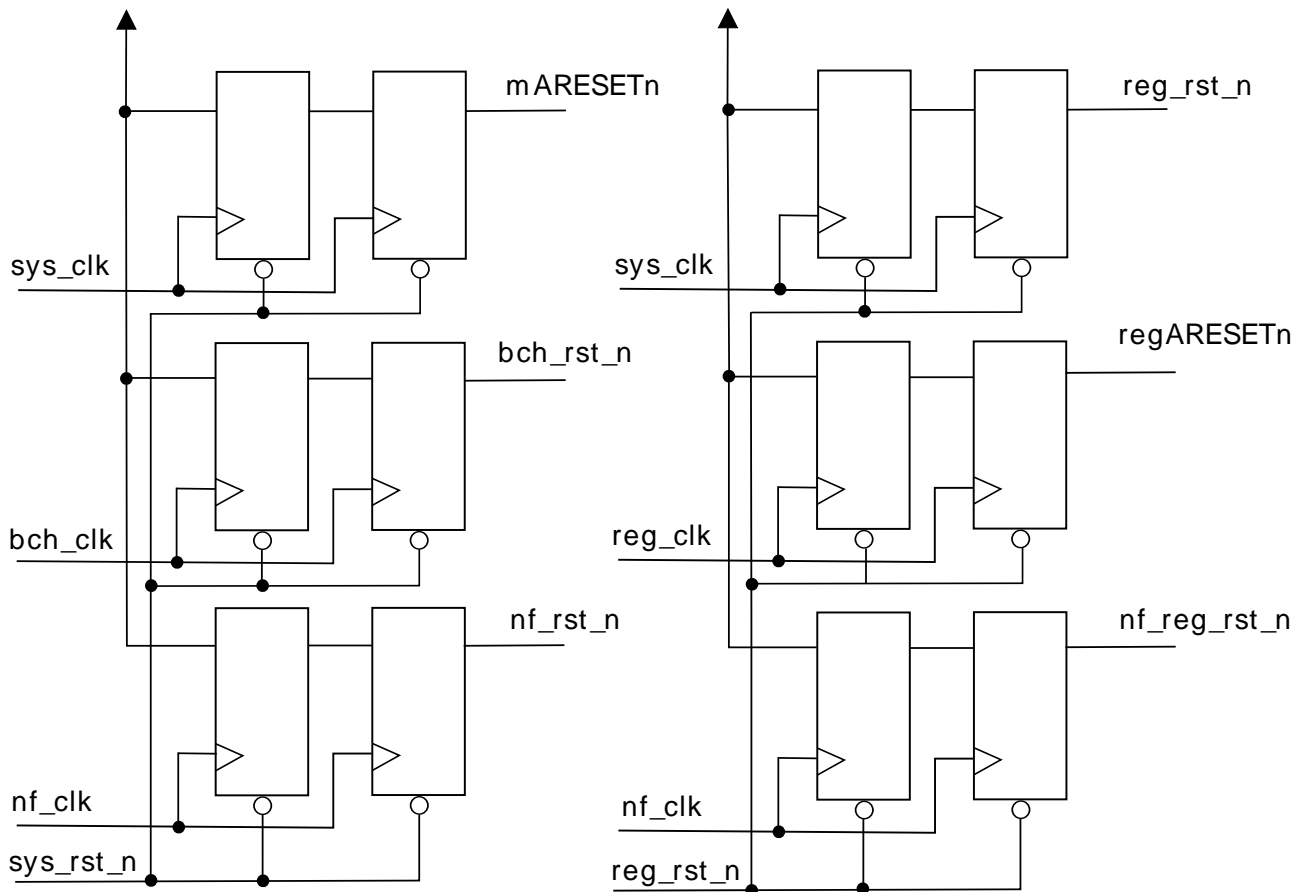 mARESETn
sys_clk
bch_rst_n
bch_clk
nf_rst_n
nf_clk
sys_rst_n
reg_rst_n
sys_clk
regARESETn
reg_clk
nf_reg_rst_n
nf_clk
reg_rst_n